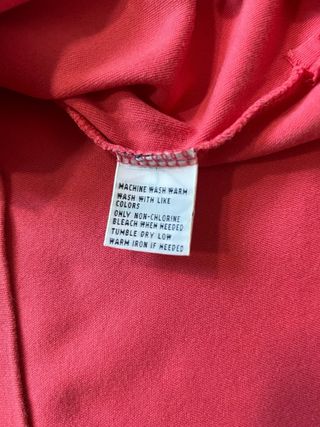 MACHINE WASH WARM
WASH WITH LIKE
COLORS
ONLY NON-CHLORINE
BLEACH WHEN NEEDED
TUMBLE DRY LOW
WARM IRON IF NEEDED